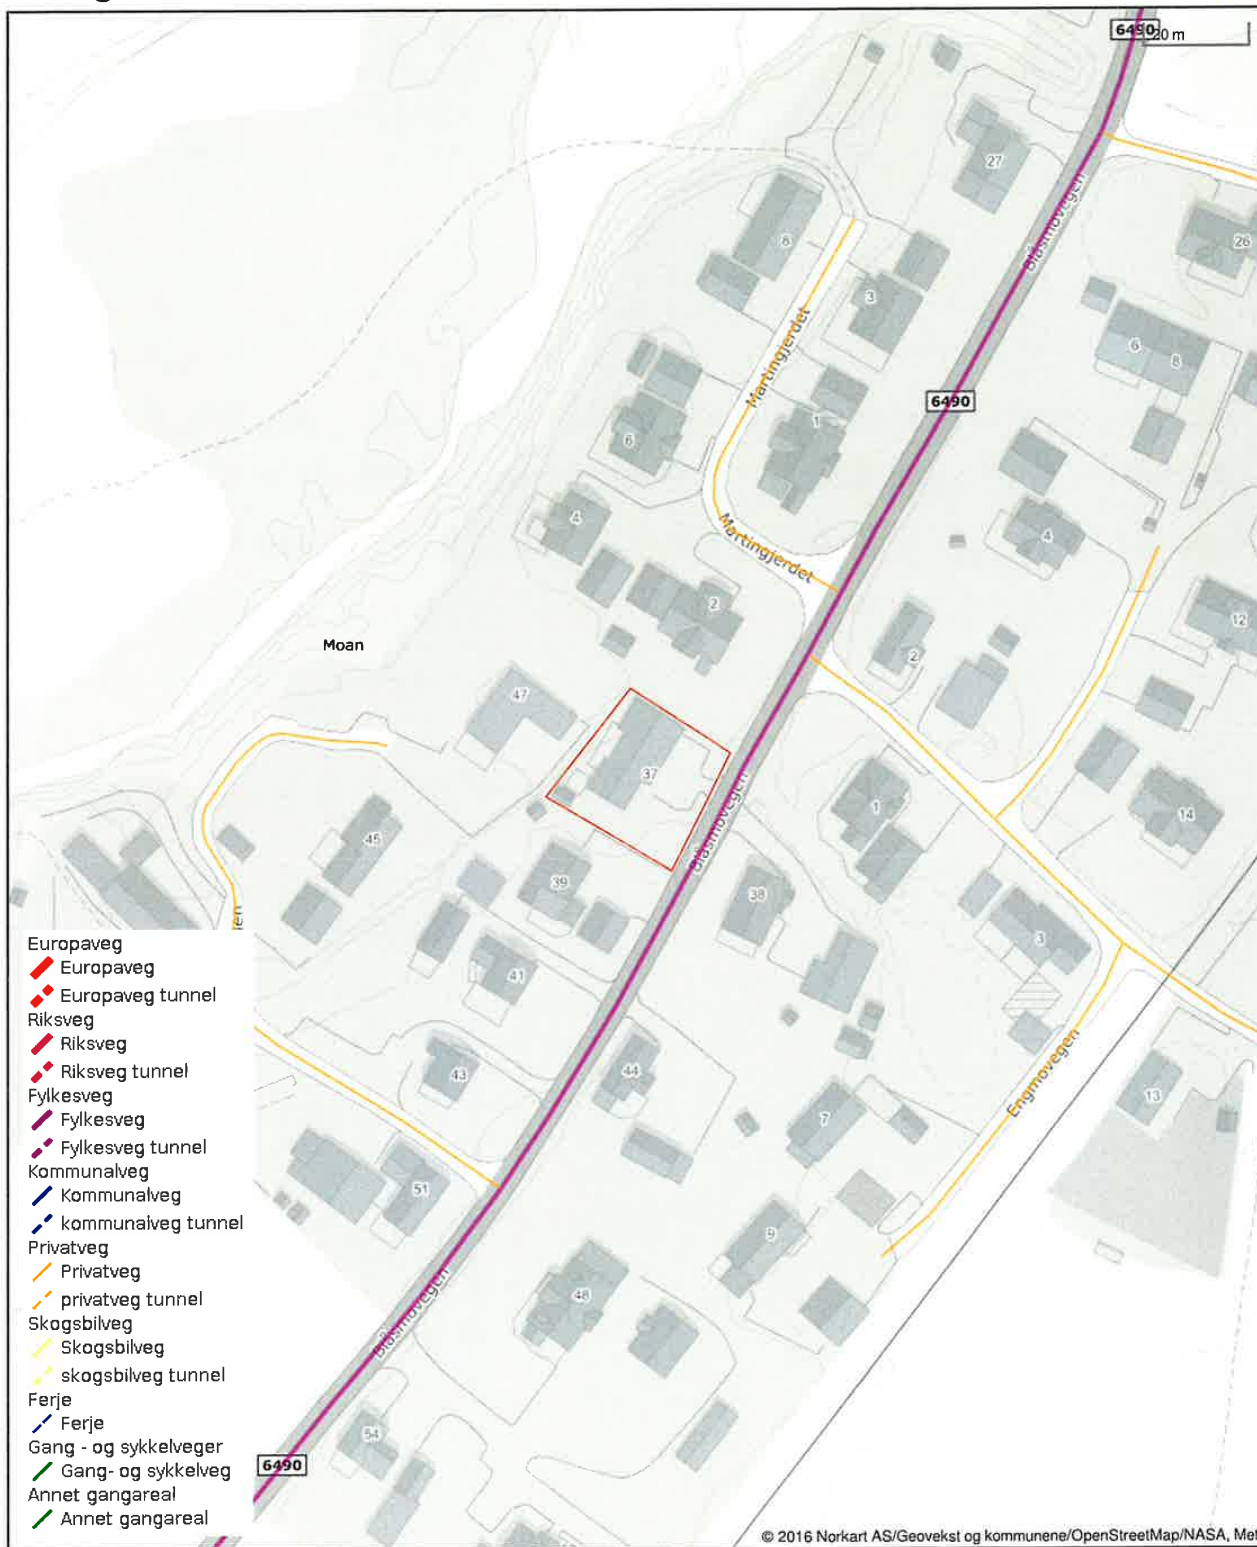 6490
20 m
27
Blåsmovegen
26
8
3
6
8
Martingjerdet
6490
1
6
4
4
Martingjerdet
2
12
2
Moan
47
37
Blåsmovegen
1
14
45
39
38
3
41
Engmovegen
43
44
13
7
51
9
48
Blåsmovegen
54
6490
Europaveg
Europaveg
Europaveg tunnel
Riksveg
Riksveg
Riksveg tunnel
Fylkesveg
Fylkesveg
Fylkesveg tunnel
Kommunalveg
Kommunalveg
kommunalveg tunnel
Privatveg
Privatveg
privatveg tunnel
Skogsbilveg
Skogsbilveg
skogsbilveg tunnel
Ferje
Ferje
Gang - og sykkelveger
Gang- og sykkelveg
Annet gangareal
Annet gangareal
© 2016 Norkart AS/Geovekst og kommunene/OpenStreetMap/NASA, Met